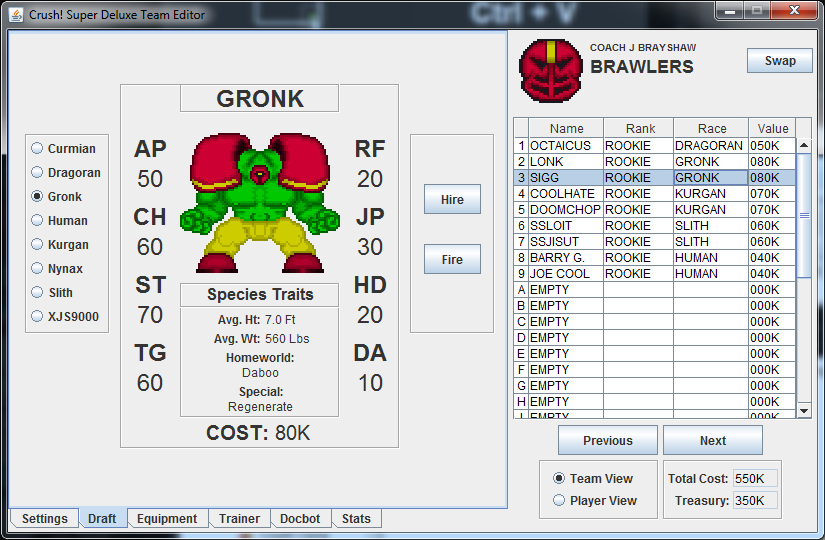 Ctrl + V
Crush! Super Deluxe Team Editor
Curmian
Dragoran
Gronk
Human
Kurgan
Nynax
Slith
XJS9000
GRONK
AP
50
CH
60
ST
70
TG
60
RF
20
JP
30
HD
20
DA
10
Species Traits
Avg. Ht: 7.0 Ft
Avg. Wt: 560 Lbs
Homeworld:
Daboo
Special:
Regenerate
COST: 80K
Hire
Fire
COACH J BRAYSHAW
BRAWLERS
Swap
Name Rank Race Value
1 OCTAICUS ROOKIE DRAGORAN 050K
2 LONK ROOKIE GRONK 080K
3 SIGG ROOKIE GRONK 080K
4 COOLHATE ROOKIE KURGAN 070K
5 DOOMCHOP ROOKIE KURGAN 070K
6 SSLOIT ROOKIE SLITH 060K
7 SSJISUT ROOKIE SLITH 060K
8 BARRY G. ROOKIE HUMAN 040K
9 JOE COOL ROOKIE HUMAN 040K
A EMPTY 000K
B EMPTY 000K
C EMPTY 000K
D EMPTY 000K
E EMPTY 000K
F EMPTY 000K
G EMPTY 000K
H EMPTY 000K
EMPTY 000K
Previous
Next
Team View
Player View
Total Cost: 550K
Treasury: 350K
Settings Draft Equipment Trainer Docbot Stats